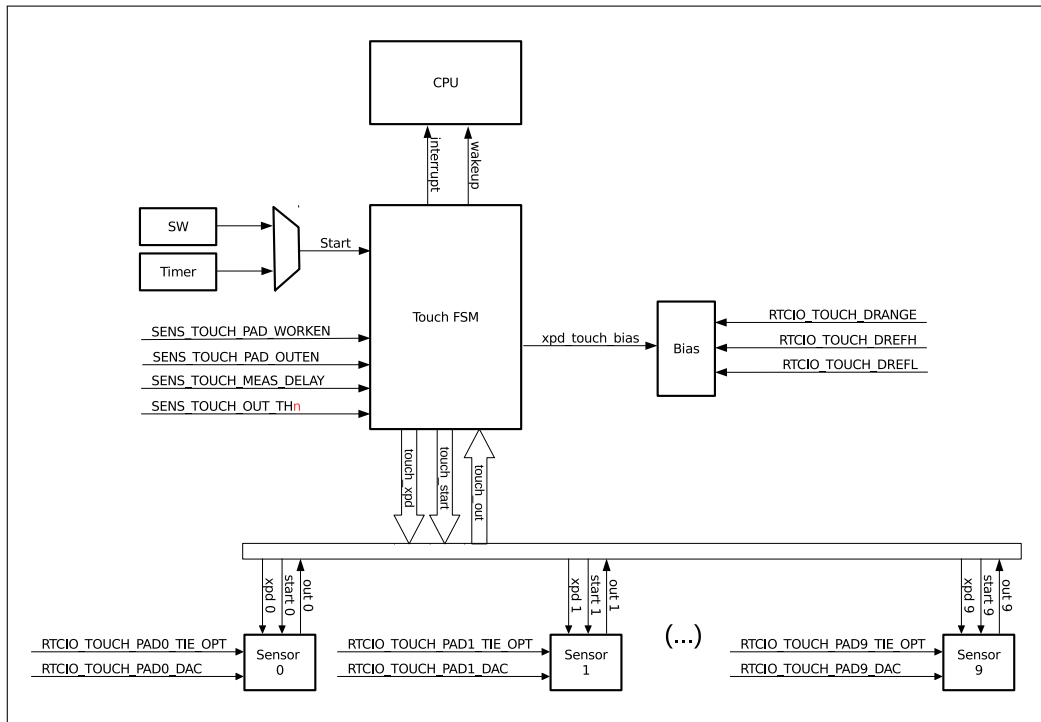 CPU
interrupt
wakeup
SW
Timer
Start
Touch FSM
SENS_TOUCH_PAD_WORKEN
SENS_TOUCH_PAD_OUTEN
SENS_TOUCH_MEAS_DELAY
SENS_TOUCH_OUT_THn
xpd_touch_bias
Bias
RTCIO_TOUCH_DRANGE
RTCIO_TOUCH_DREFH
RTCIO_TOUCH_DREFL
touch_xpd
touch_start
touch_out
xpd 0
start 0
out 0
xpd 1
start 1
out 1
xpd 9
start 9
out 9
RTCIO_TOUCH_PAD0_TIE_OPT
RTCIO_TOUCH_PAD0_DAC
Sensor
0
RTCIO_TOUCH_PAD1_TIE_OPT
RTCIO_TOUCH_PAD1_DAC
Sensor
1
(...)
RTCIO_TOUCH_PAD9_TIE_OPT
RTCIO_TOUCH_PAD9_DAC
Sensor
9